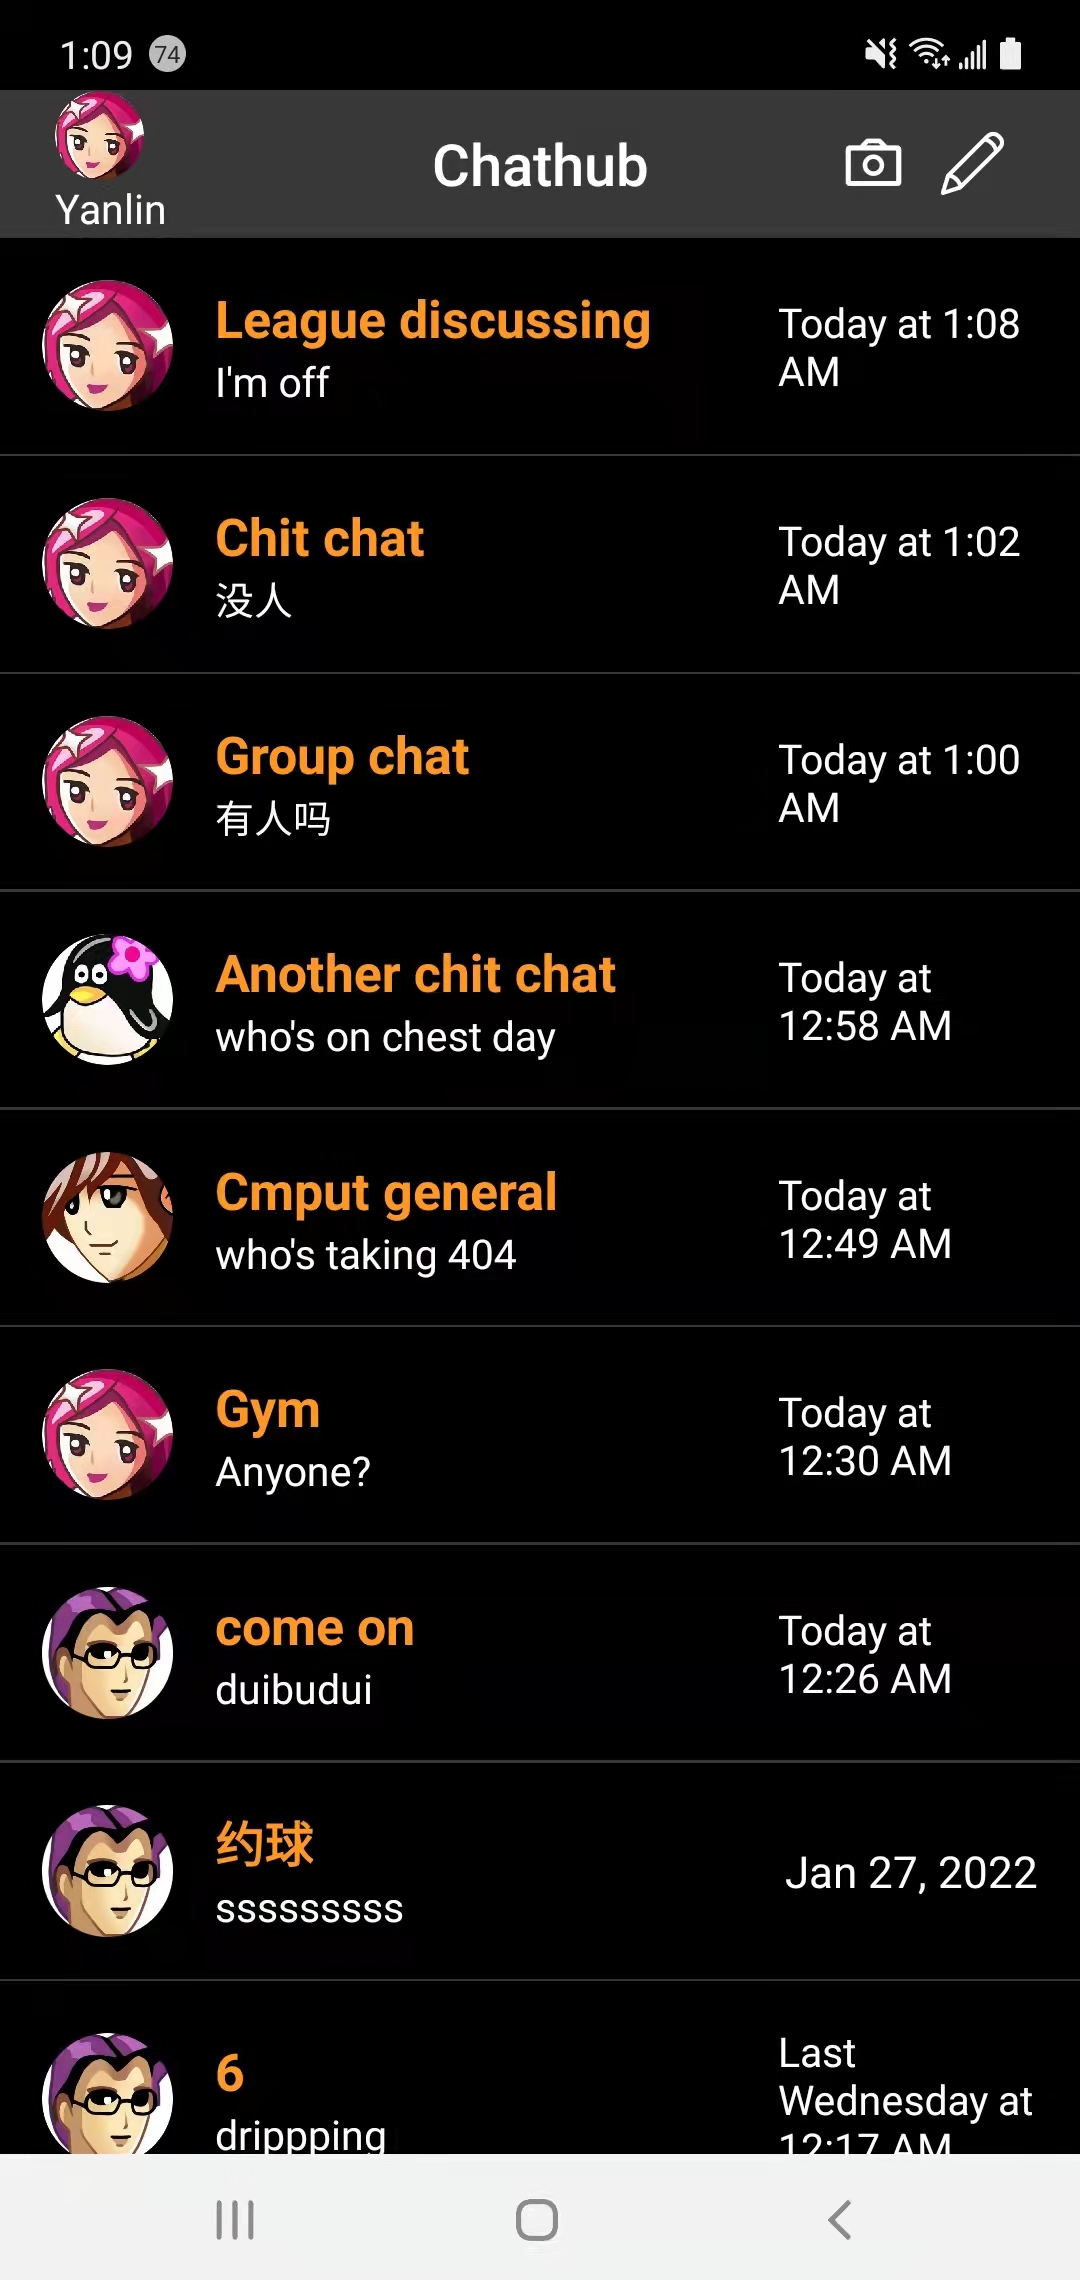 1:09 74
Yanlin
Chathub
League discussing
I'm off
Today at 1:08
AM
Chit chat
没人
Today at 1:02
AM
Group chat
有人吗
Today at 1:00
AM
Another chit chat
who's on chest day
Today at
12:58 AM
Cmput general
who's taking 404
Today at
12:49 AM
Gym
Anyone?
Today at
12:30 AM
come on
duibudui
Today at
12:26 AM
约球
sssssssss
Jan 27, 2022
6
drippping
Last
Wednesday at
12:17 AM